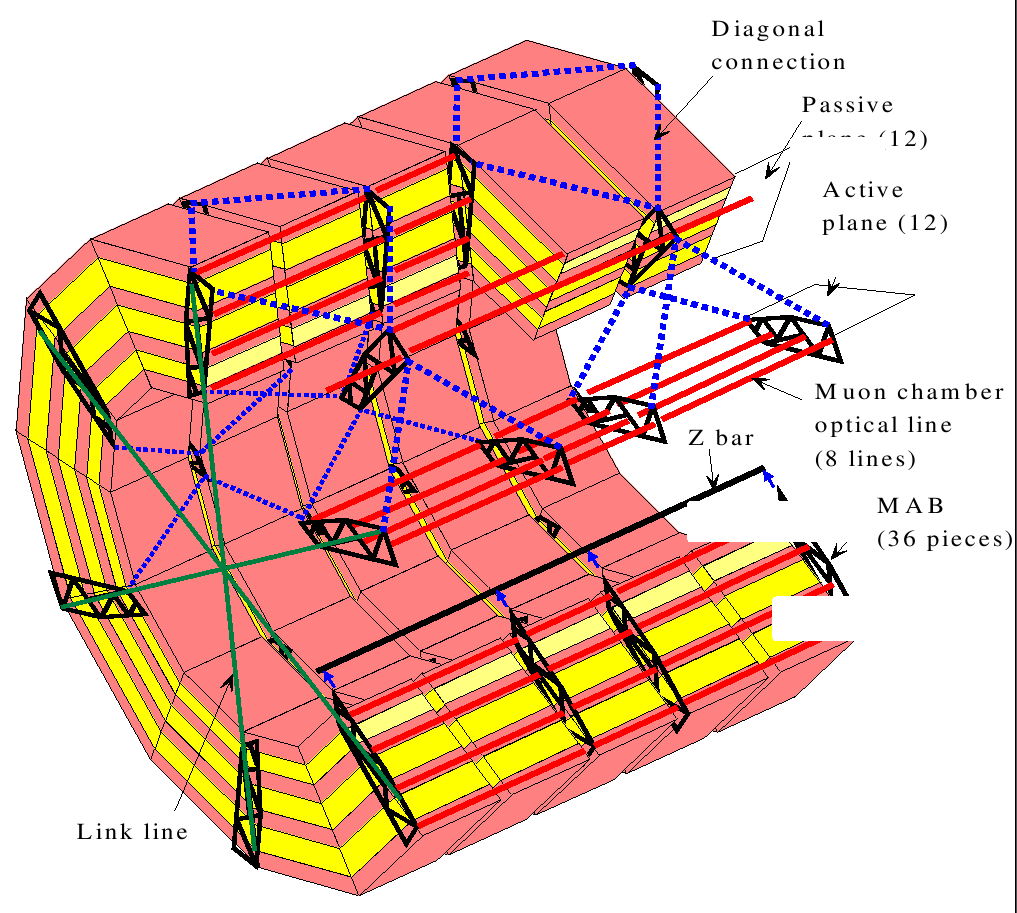 Diagonal
connection
Passive
(12)
Active
plane (12)
Muon chamber
optical line
(8 lines)
Z bar
MAB
(36 pieces)
Link line